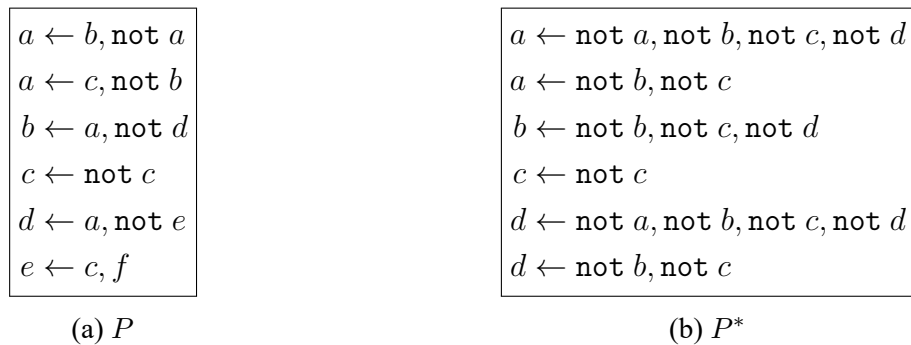 a ← b, not a
a ← c, not b
b ← a, not d
c ← not c
d ← a, not e
e ← c, f
(a) P
a ← not a, not b, not c, not d
a ← not b, not c
b ← not b, not c, not d
c ← not c
d ← not a, not b, not c, not d
d ← not b, not c
(b) P*